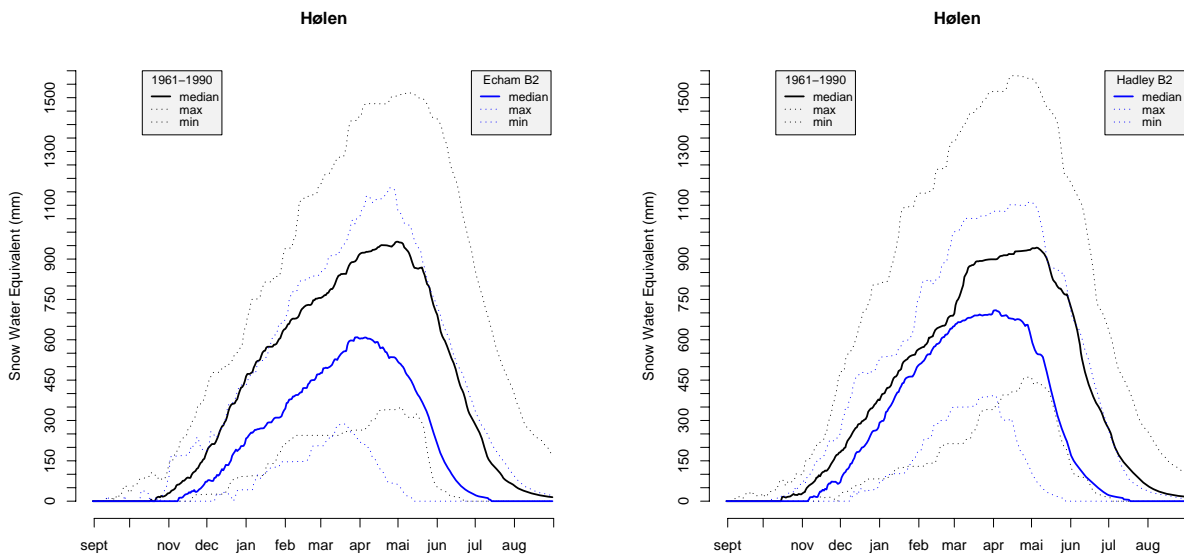 Hølen
1961−1990
median
max
min
Echam B2
median
max
min
Snow Water Equivalent (mm)
0
150
300
450
600
750
900
1100
1300
1500
sept
nov
dec
jan
feb
mar
apr
mai
jun
jul
aug
Hølen
1961−1990
median
max
min
Hadley B2
median
max
min
Snow Water Equivalent (mm)
0
150
300
450
600
750
900
1100
1300
1500
sept
nov
dec
jan
feb
mar
apr
mai
jun
jul
aug